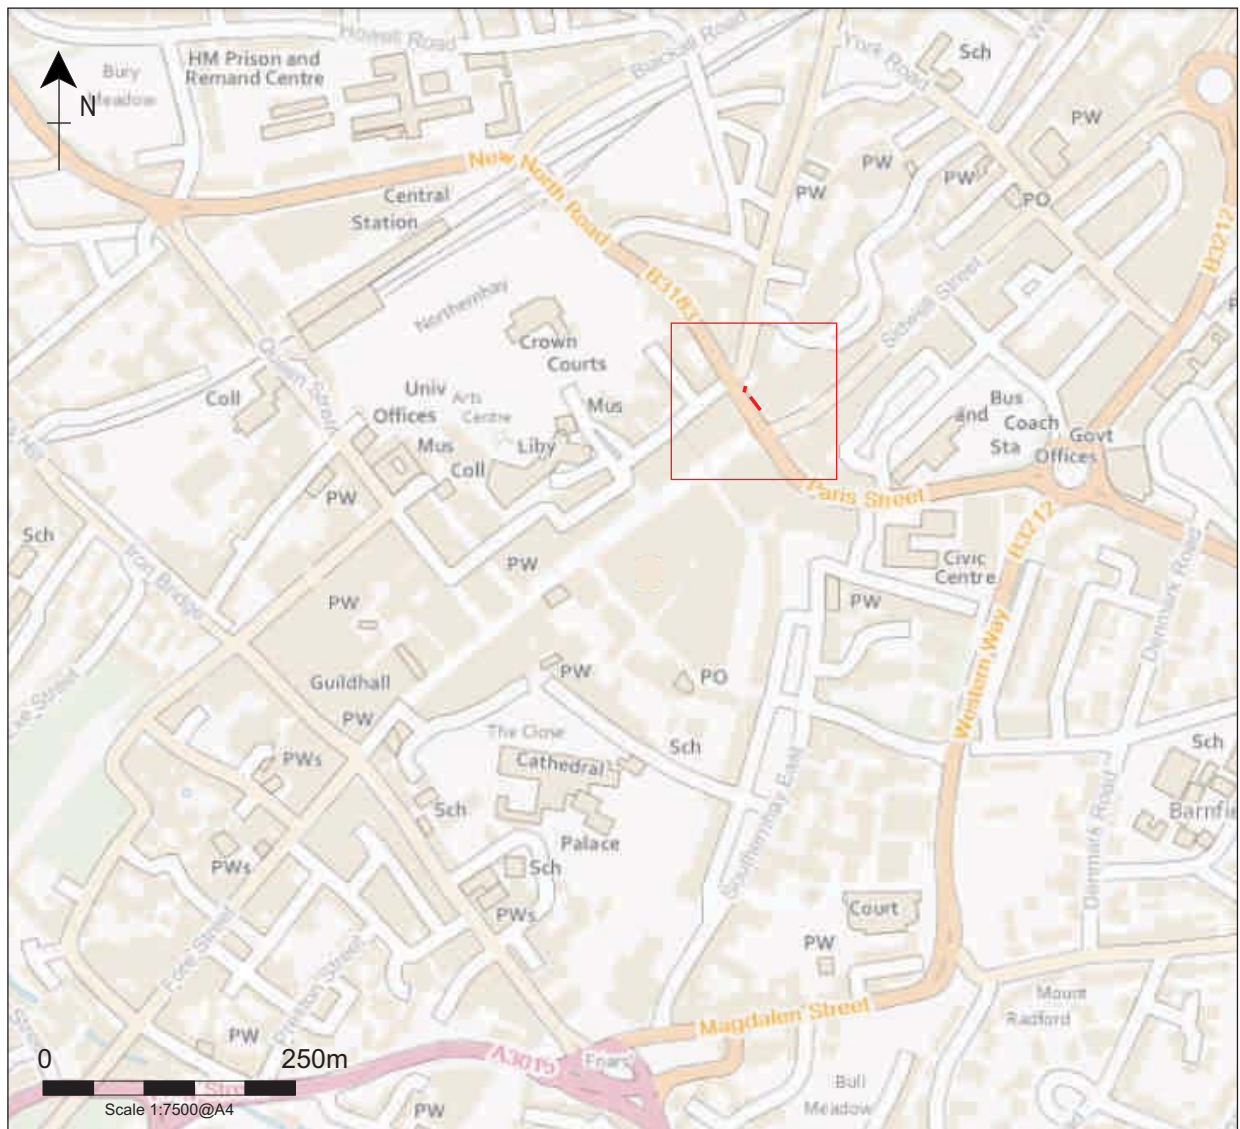 Howell Road
Blackall Road
York Road
Sch
HM Prison and
Remand Centre
Bury
Meadow
N
PW
New North Road
PW
PW
PW
PO
Central
Station
B3212
B3183
Sidwell Street
Northernhay
Crown
Courts
Queen Street
Coll
Univ
Offices
Arts
Centre
Mus
Mus
Liby
Coll
Bus
and Coach
Sta
Govt
Offices
PW
Paris Street
B3212
Sch
Iron Bridge
PW
Civic
Centre
Denmark Road
PW
PW
Western Way
Guildhall
PW
PO
PW
The Close
Cathedral
Sch
Sch
PWs
Southernhay East
Denmark Road
Sch
Palace
PWs
Sch
PWs
Court
PW
Fore Street
Mount
Radford
PW
Magdalen Street
0 250m
A3015
Friars
Scale 1:7500@A4
PW
Bull
Meadow